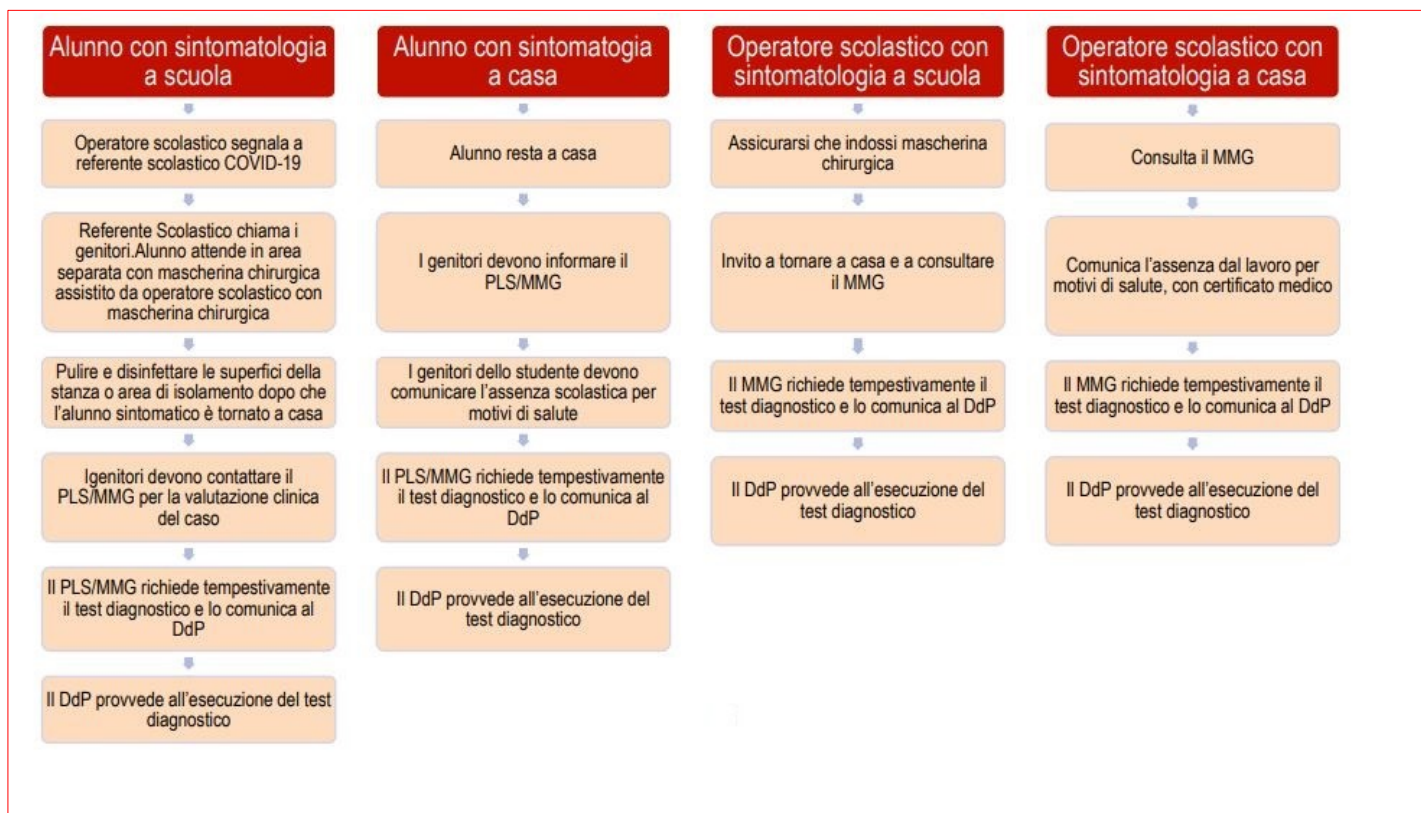 Alunno con sintomatologia
a scuola
Operatore scolastico segnala a
referente scolastico COVID-19
Referente Scolastico chiama i
genitori.Alunno attende in area
separata con mascherina chirurgica
assistito da operatore scolastico con
mascherina chirurgica
Pulire e disinfettare le superfici della
stanza o area di isolamento dopo che
l'alunno sintomatico è tornato a casa
Igenitori devono contattare il
PLS/MMG per la valutazione clinica
del caso
Il PLS/MMG richiede tempestivamente
il test diagnostico e lo comunica al
DdP
Il DdP provvede all'esecuzione del test
diagnostico
Alunno con sintomatogia
a casa
Alunno resta a casa
I genitori devono informare il
PLS/MMG
I genitori dello studente devono
comunicare l'assenza scolastica per
motivi di salute
Il PLS/MMG richiede tempestivamente
il test diagnostico e lo comunica al
DdP
Il DdP provvede all'esecuzione del
test diagnostico
Operatore scolastico con
sintomatologia a scuola
Assicurarsi che indossi mascherina
chirurgica
Invito a tornare a casa e a consultare
il MMG
Il MMG richiede tempestivamente il
test diagnostico e lo comunica al DdP
Il DdP provvede all'esecuzione del
test diagnostico
Operatore scolastico con
sintomatologia a casa
Consulta il MMG
Comunica l'assenza dal lavoro per
motivi di salute, con certificato medico
Il MMG richiede tempestivamente il
test diagnostico e lo comunica al DdP
Il DdP provvede all'esecuzione del
test diagnostico